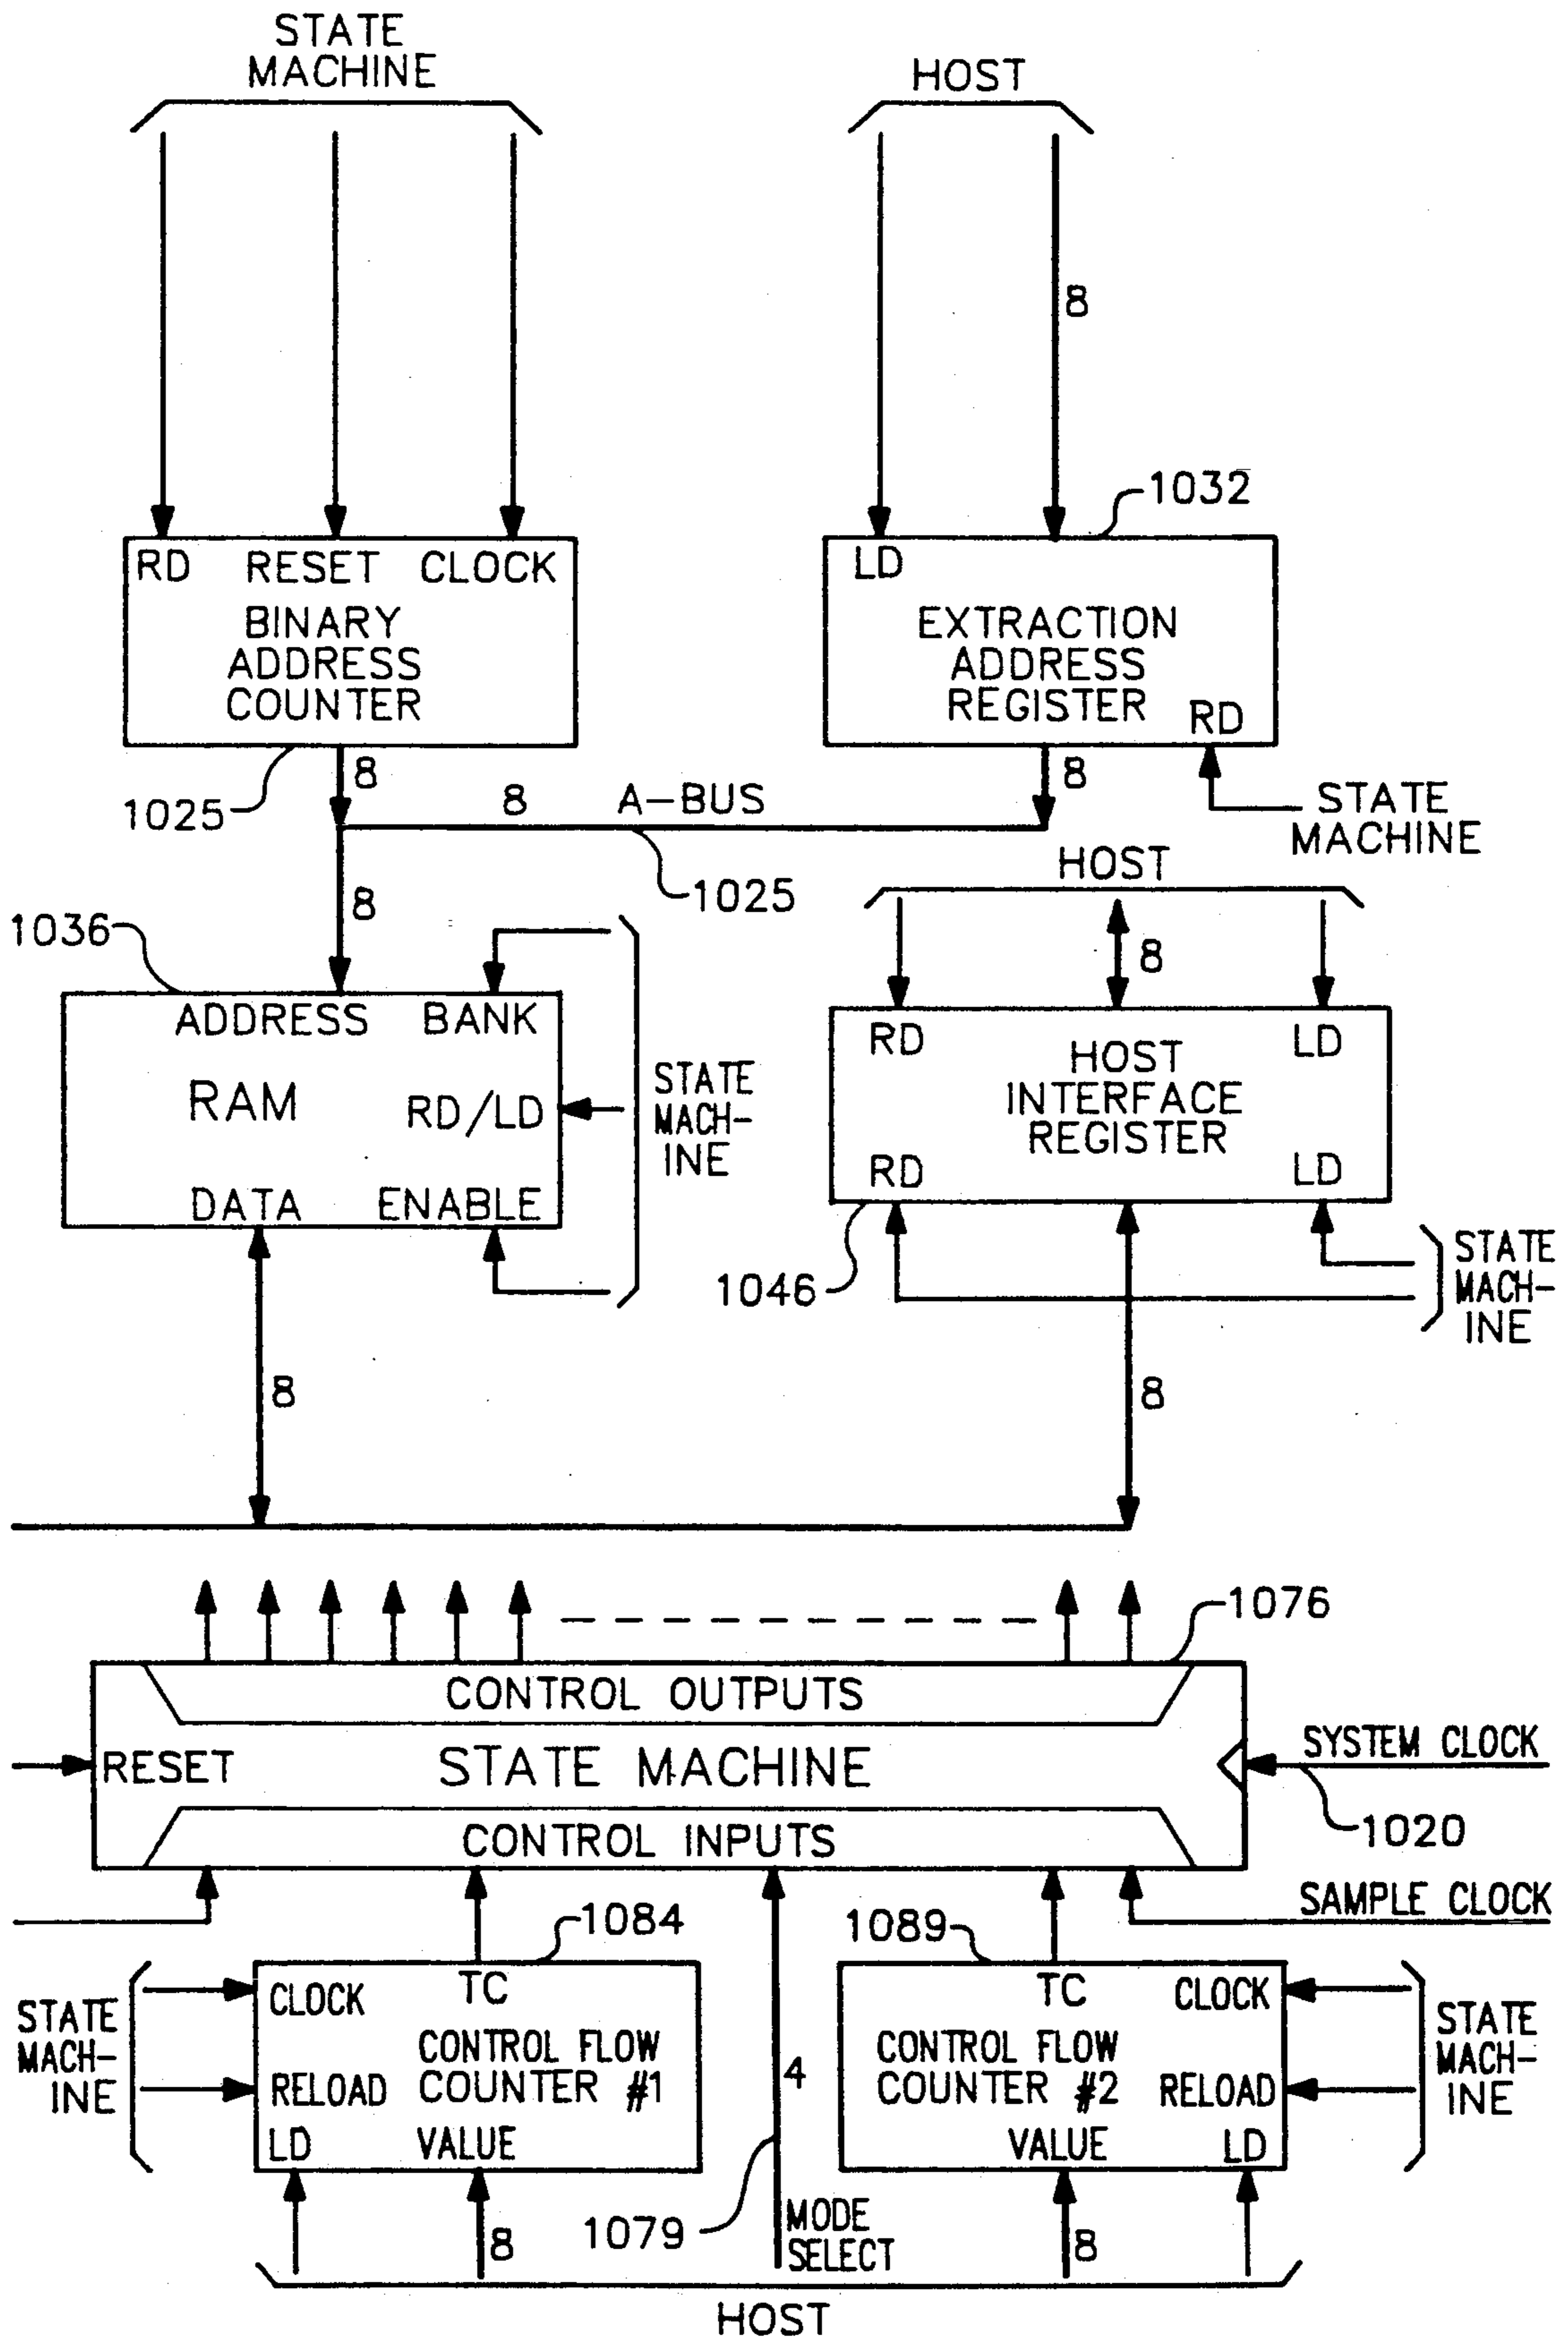 STATE
MACHINE
HOST
8
1032
RD RESET CLOCK
BINARY
ADDRESS
COUNTER
LD
EXTRACTION
ADDRESS
REGISTER
RD
8
8
1025
8 A-BUS
STATE
MACHINE
1025
8
HOST
8
1036
ADDRESS BANK
RAM
RD/LD
DATA ENABLE
STATE
MACH-
INE
RD LD
HOST
INTERFACE
REGISTER
RD LD
1046
STATE
MACH-
INE
8
8
1076
CONTROL OUTPUTS
RESET
STATE MACHINE
SYSTEM CLOCK
1020
CONTROL INPUTS
SAMPLE CLOCK
1084
1089
STATE
MACH-
INE
CLOCK
TC
CONTROL FLOW
COUNTER #1
RELOAD
LD
VALUE
4
TC
CLOCK
CONTROL FLOW
COUNTER #2
RELOAD
VALUE
LD
STATE
MACH-
INE
8
1079
MODE
SELECT
8
HOST